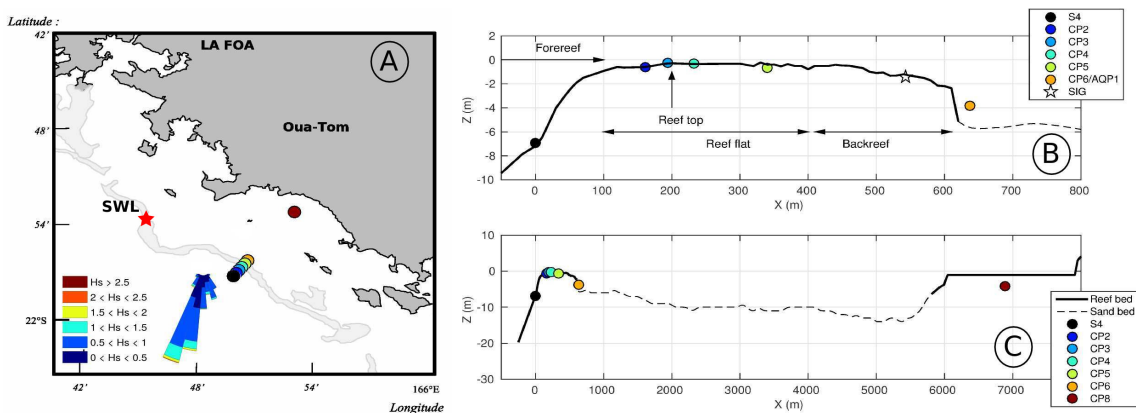 Latitude :
42'
48'
54'
22°S
42'
48'
54'
166°E
Longitude
LA FOA
A
Oua-Tom
SWL
Hs > 2.5
2 < Hs < 2.5
1.5 < Hs < 2
1 < Hs < 1.5
0.5 < Hs < 1
0 < Hs < 0.5
2
0
-2
-4
-6
-8
-10
Z (m)
Forereef
Reef top
Reef flat
Backreef
B
S4
CP2
CP3
CP4
CP5
CP6/AQP1
SIG
0
100
200
300
400
500
600
700
800
X (m)
10
0
-10
-20
-30
Z (m)
C
Reef bed
Sand bed
S4
CP2
CP3
CP4
CP5
CP6
CP8
0
1000
2000
3000
4000
5000
6000
7000
X (m)